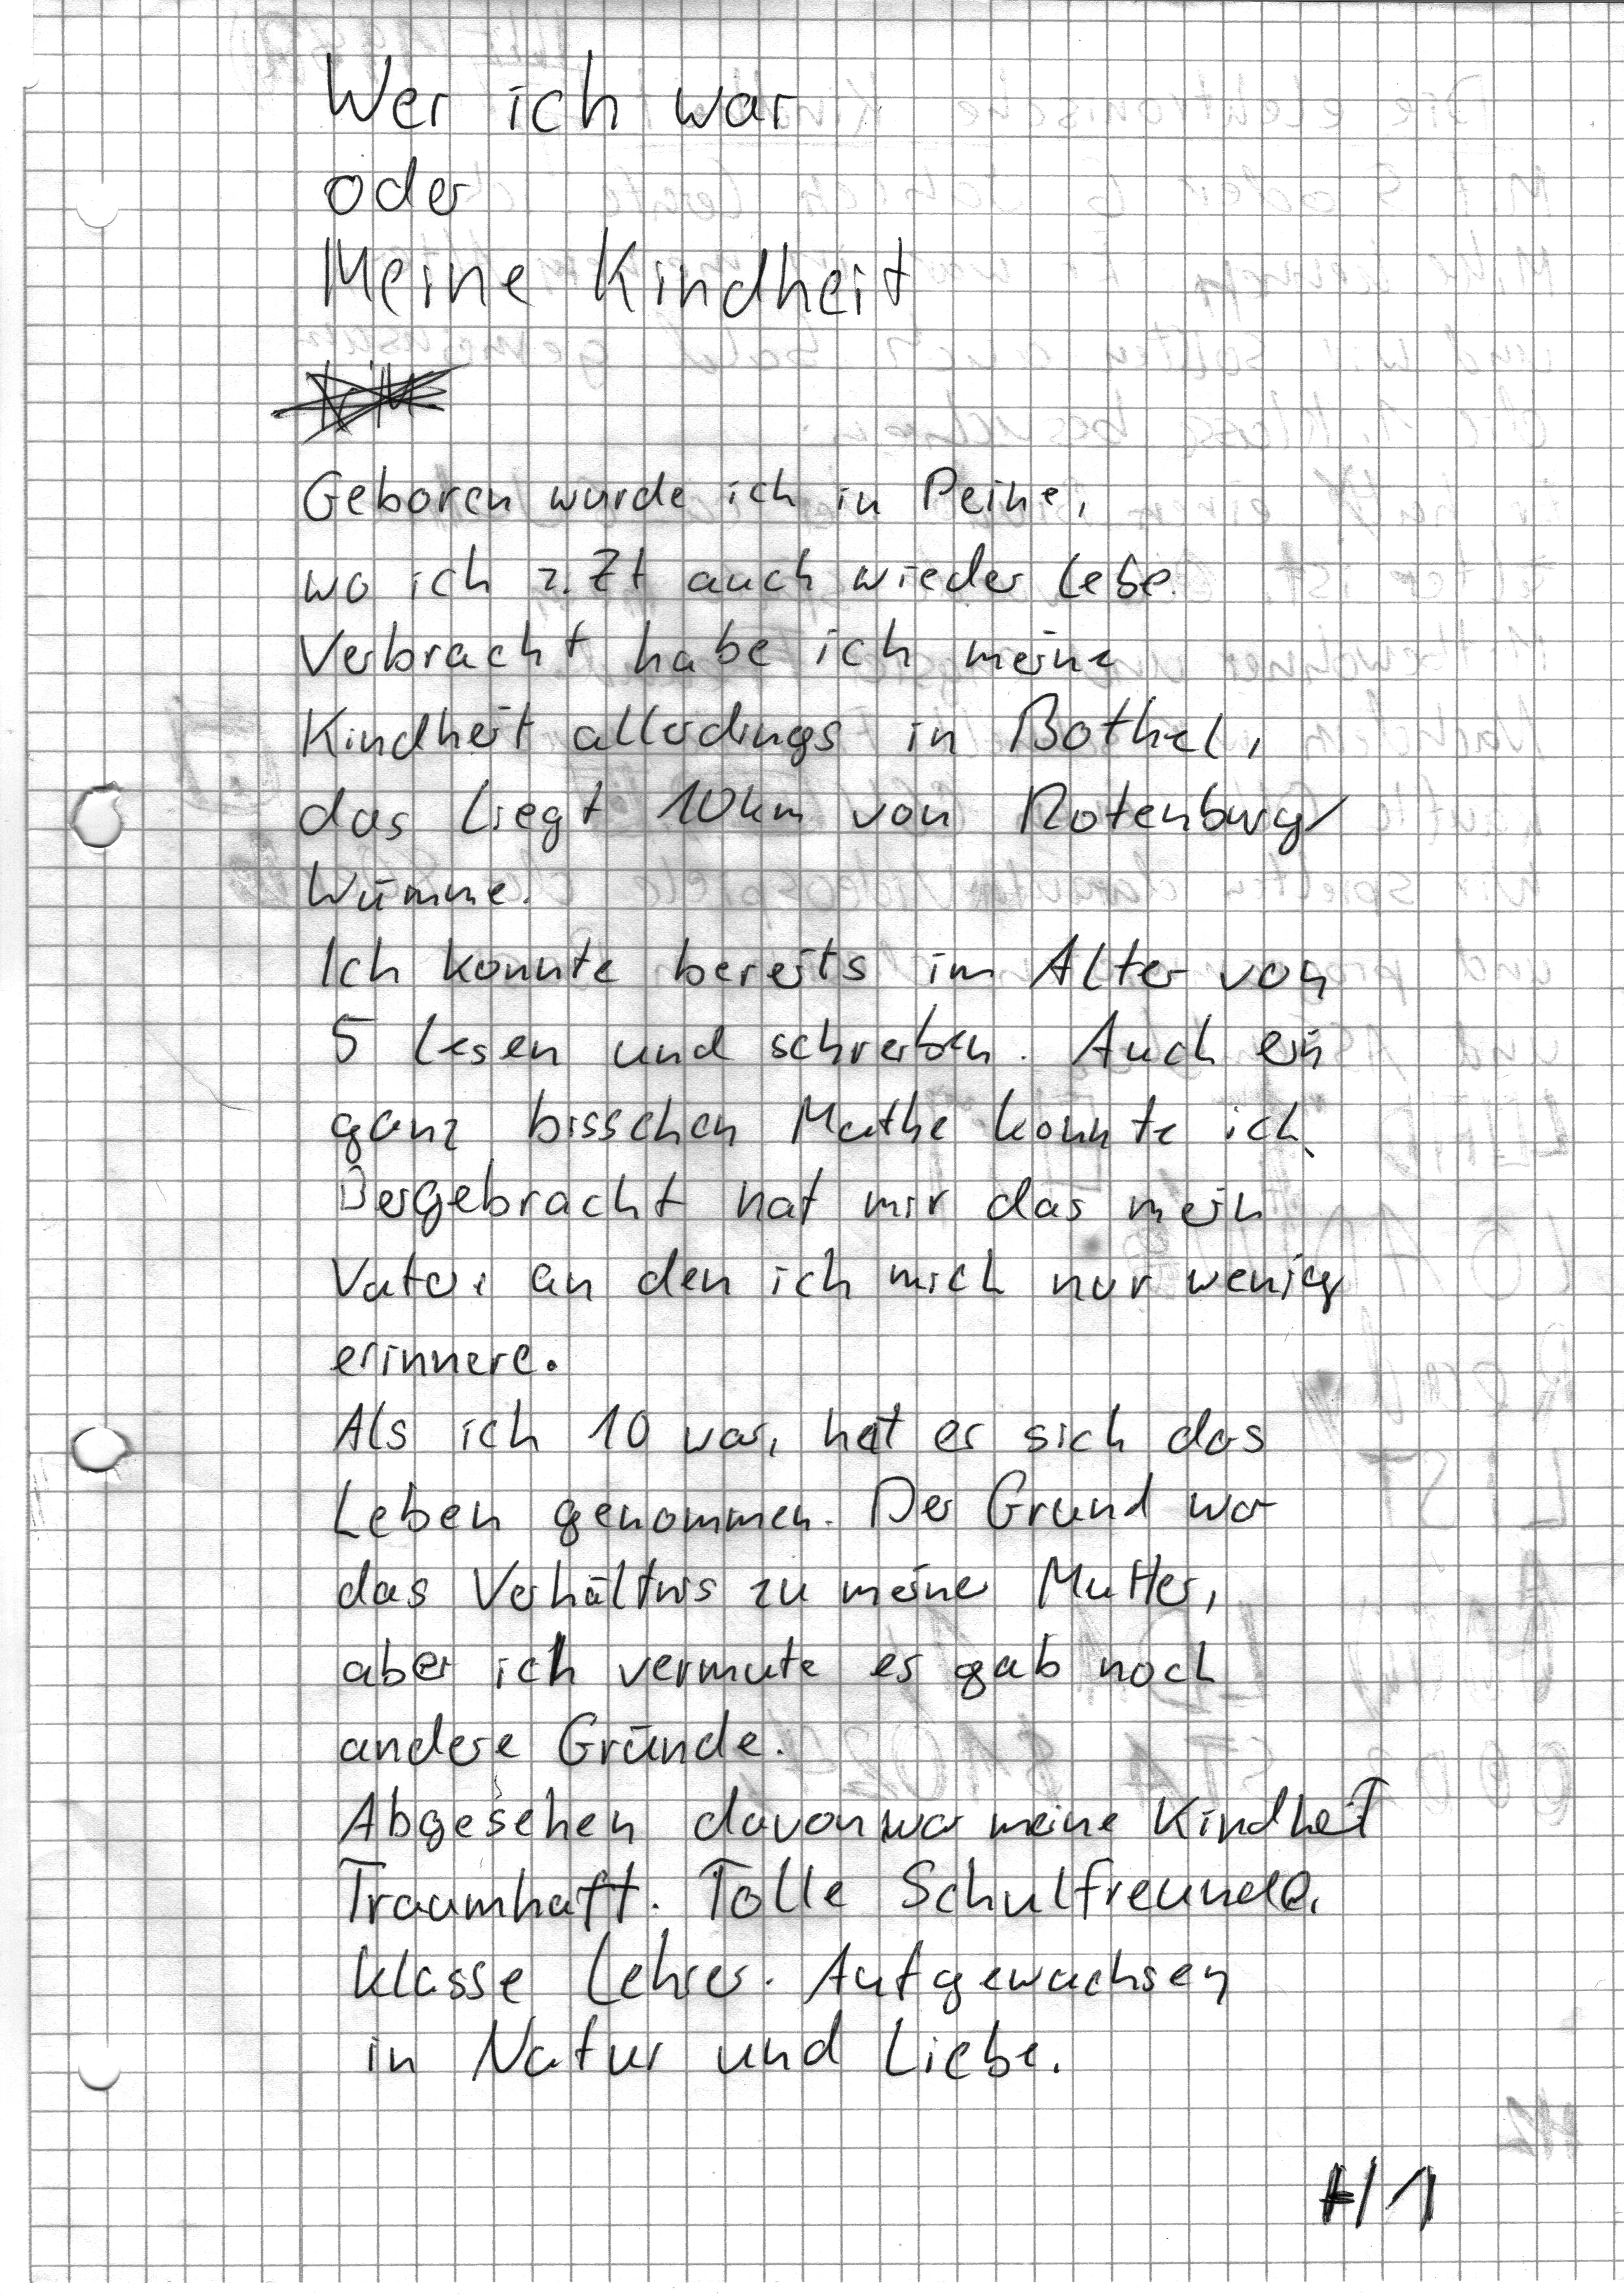 Wer ich war
oder
Meine Kindheit
Geboren wurde ich in Peine,
wo ich z.Zt auch wieder lebe.
Verbracht habe ich meine
Kindheit allerdings in Bothel,
das liegt 10km von Rotenburg/
Wümme.
Ich konnte bereits im Alter von
5 lesen und schreiben. Auch ein
ganz bisschen Mathe konnte ich.
Beigebracht hat mir das mein
Vater, an den ich mich nur wenig
erinnere.
Als ich 10 war, hat er sich das
Leben genommen. Der Grund war
das Verhältnis zu meiner Mutter,
aber ich vermute es gab noch
andere Gründe.
Abgesehen davon war meine Kindheit
Traumhaft. Tolle Schulfreunde,
klasse Lehrer. Aufgewachsen
in Natur und Liebe.
/1